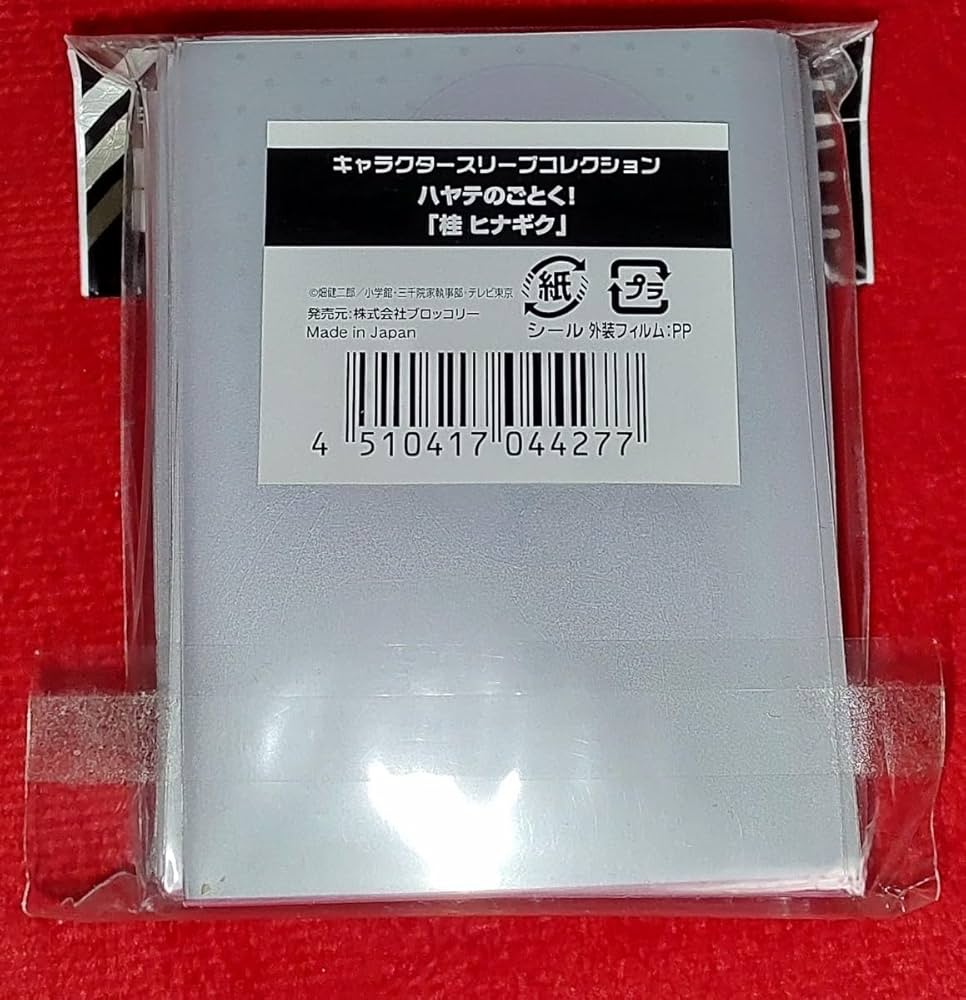 キャラクタースリーブコレクション
ハヤテのごとく!
「桂 ヒナギク」
©畑健二郎/小学館・三千院家執事部・テレビ東京
発売元:株式会社ブロッコリー
Made in Japan
紙
プラ
シール 外装フィルム:PP
4 510417 044277